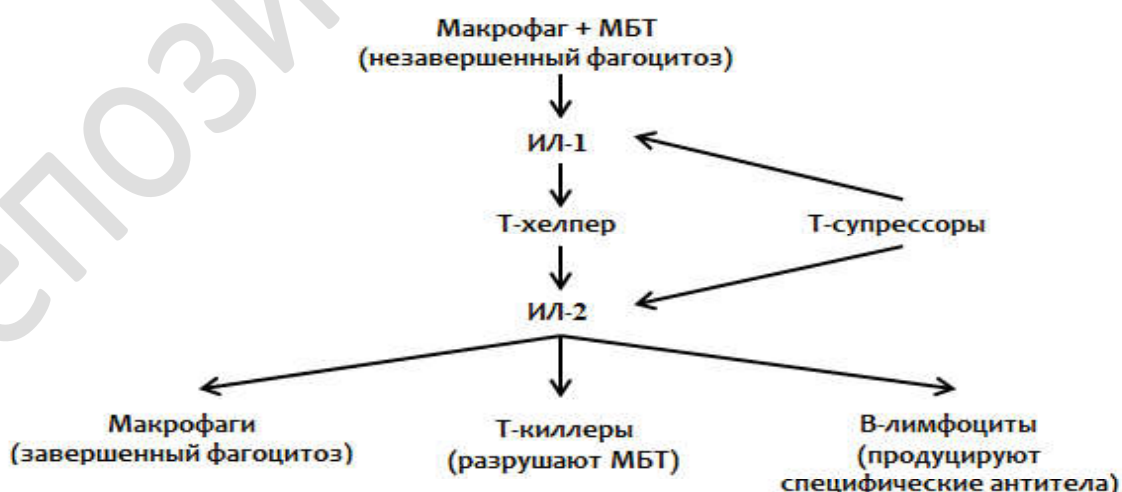 Макрофаг + МБТ
(незавершенный фагоцитоз)
ИЛ-1
Т-хелпер
Т-супрессоры
ИЛ-2
Макрофаги
(завершенный фагоцитоз)
Т-киллеры
(разрушают МБТ)
В-лимфоциты
(продуцируют
специфические антитела)